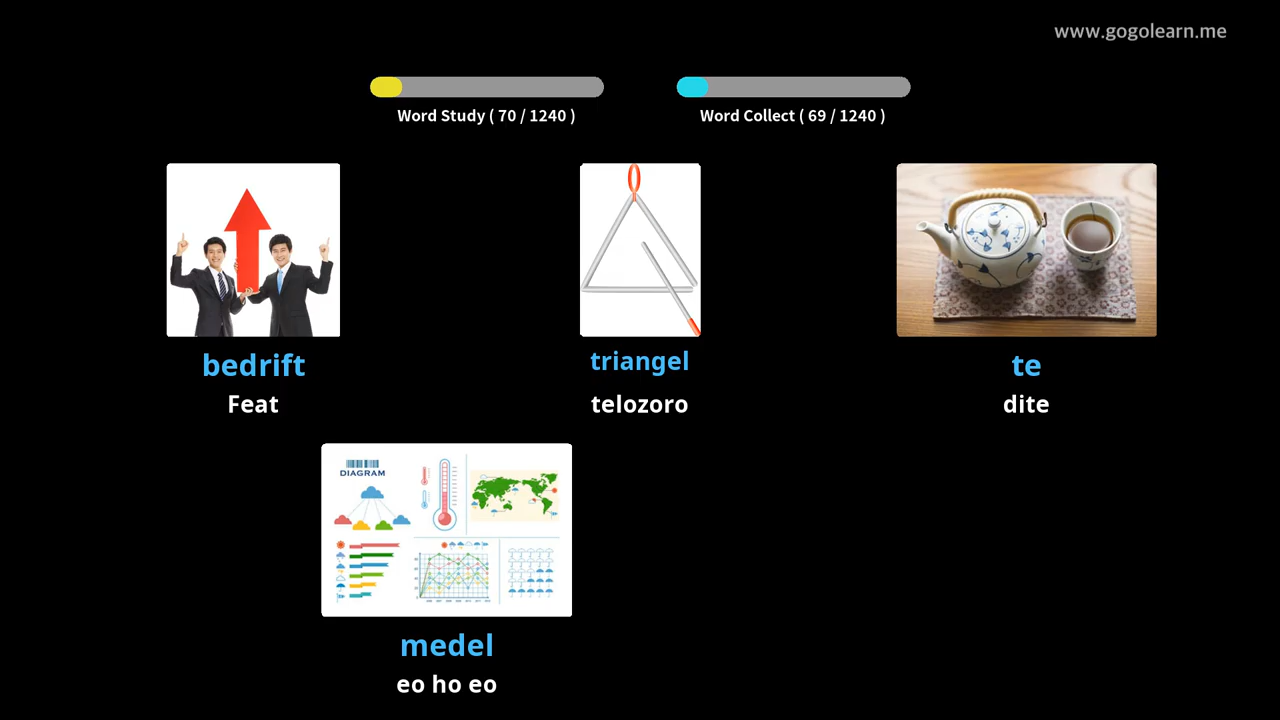 www.gogolearn.me
Word Study ( 70 / 1240 )
Word Collect ( 69 / 1240 )
bedrift
Feat
triangel
telozoro
te
dite
DIAGRAM
medel
eo ho eo